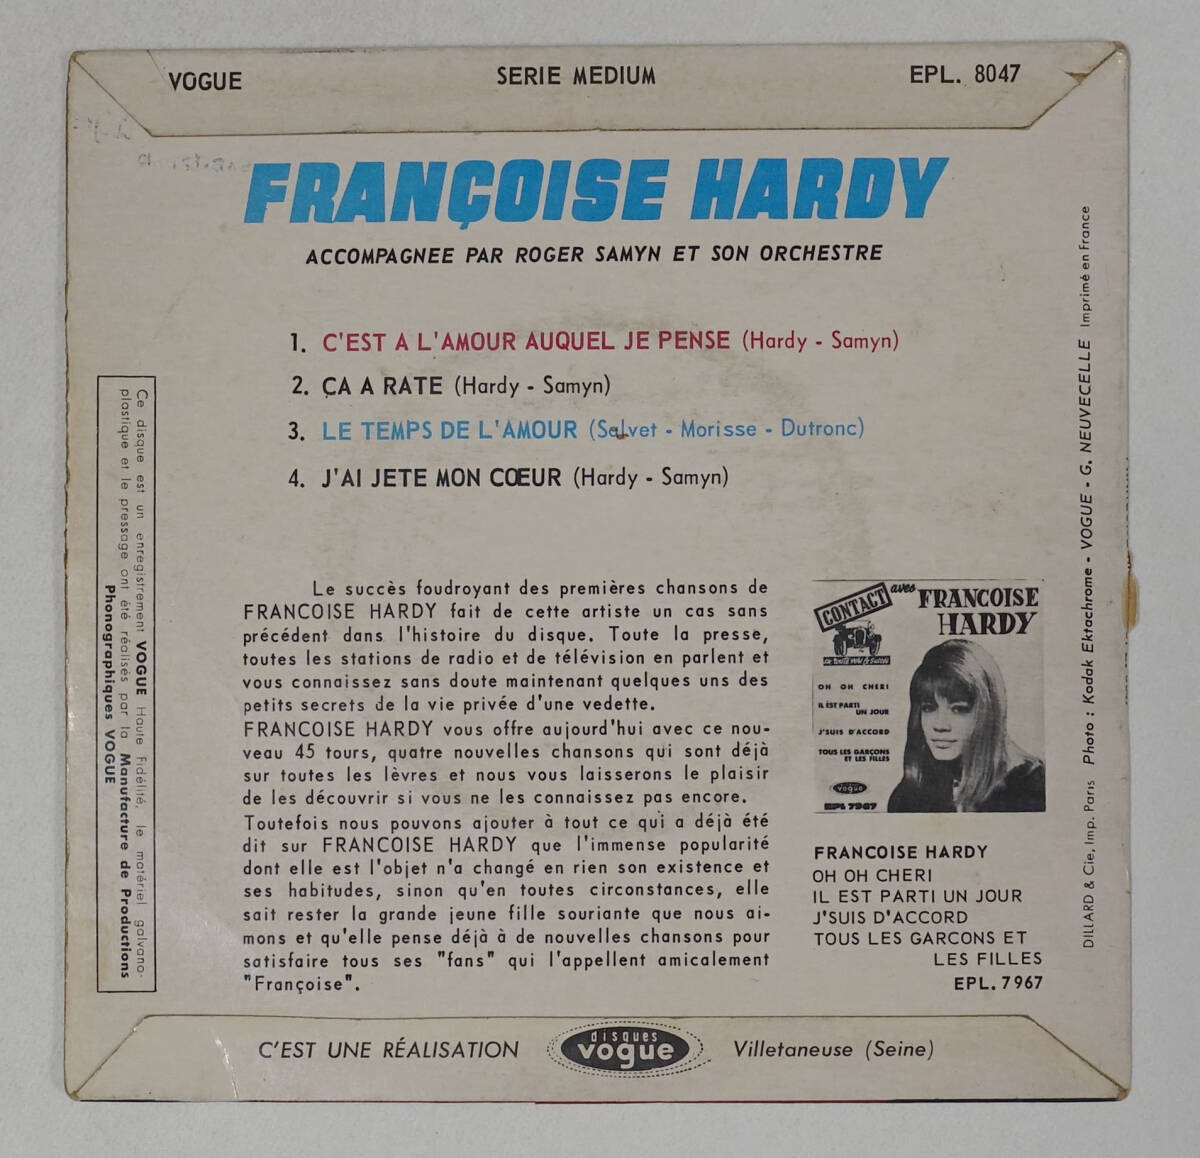 VOGUE
SERIE MEDIUM
EPL. 8047
FRANÇOISE HARDY
ACCOMPAGNEE PAR ROGER SAMYN ET SON ORCHESTRE
1. C'EST A L'AMOUR AUQUEL JE PENSE (Hardy - Samyn)
2. ÇA A RATE (Hardy - Samyn)
3. LE TEMPS DE L'AMOUR (Salvet - Morisse - Dutronc)
4. J'AI JETE MON CŒUR (Hardy - Samyn)
Ce disque est un enregistrement VOGUE Haute Fidélité, le matériel galvano-
plastique et le pressage ont été réalisés par la Manufacture de Productions
Phonographiques VOGUE
Le succès foudroyant des premières chansons de
FRANCOISE HARDY fait de cette artiste un cas sans
précédent dans l'histoire du disque. Toute la presse,
toutes les stations de radio et de télévision en parlent et
vous connaissez sans doute maintenant quelques uns des
petits secrets de la vie privée d'une vedette.
FRANCOISE HARDY vous offre aujourd'hui avec ce nou-
veau 45 tours, quatre nouvelles chansons qui sont déjà
sur toutes les lèvres et nous vous laisserons le plaisir
de les découvrir si vous ne les connaissez pas encore.
Toutefois nous pouvons ajouter à tout ce qui a déjà été
dit sur FRANCOISE HARDY que l'immense popularité
dont elle est l'objet n'a changé en rien son existence et
ses habitudes, sinon qu'en toutes circonstances, elle
sait rester la grande jeune fille souriante que nous ai-
mons et qu'elle pense déjà à de nouvelles chansons pour
satisfaire tous ses "fans" qui l'appellent amicalement
"Françoise".
CONTACT avec FRANCOISE
HARDY
OH OH CHERI
IL EST PARTI
UN JOUR
J'SUIS D'ACCORD
TOUS LES GARÇONS
ET LES FILLES
vogue
EPL 7967
FRANCOISE HARDY
OH OH CHERI
IL EST PARTI UN JOUR
J'SUIS D'ACCORD
TOUS LES GARCONS ET
LES FILLES
EPL. 7967
DILLARD & Cie, Imp. Paris Photo : Kodak Ektachrome - VOGUE - G. NEUVECELLE Imprimé en France
C'EST UNE RÉALISATION
disques
vogue
Villetaneuse (Seine)